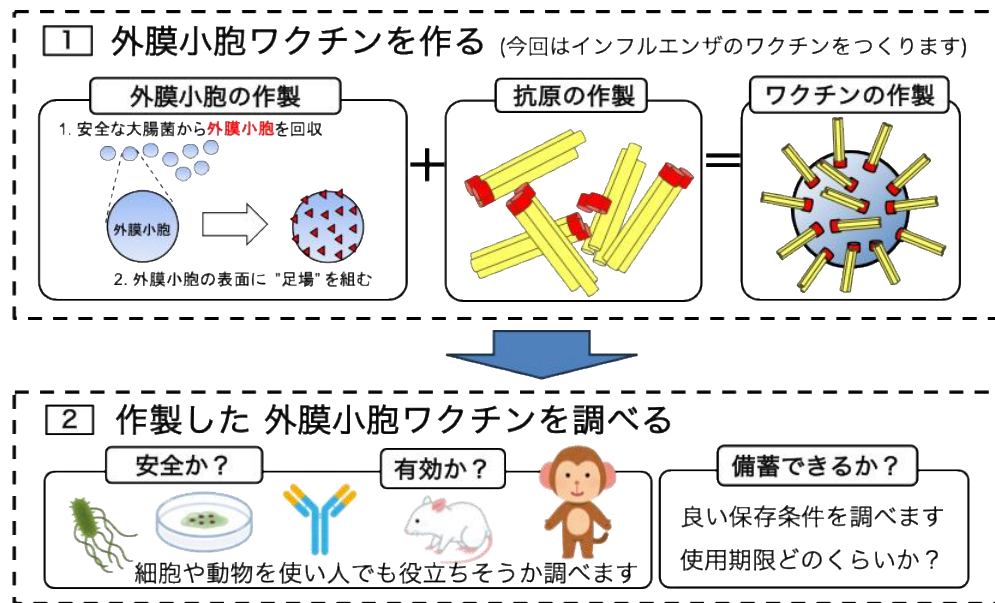 1 外膜小胞ワクチンを作る (今回はインフルエンザのワクチンをつくります)
外膜小胞の作製
1. 安全な大腸菌から外膜小胞を回収
外膜小胞
2. 外膜小胞の表面に "足場" を組む
+
抗原の作製
=
ワクチンの作製
2 作製した 外膜小胞ワクチンを調べる
安全か？
有効か？
細胞や動物を使い人でも役立ちそうか調べます
備蓄できるか？
良い保存条件を調べます
使用期限どのくらいか？